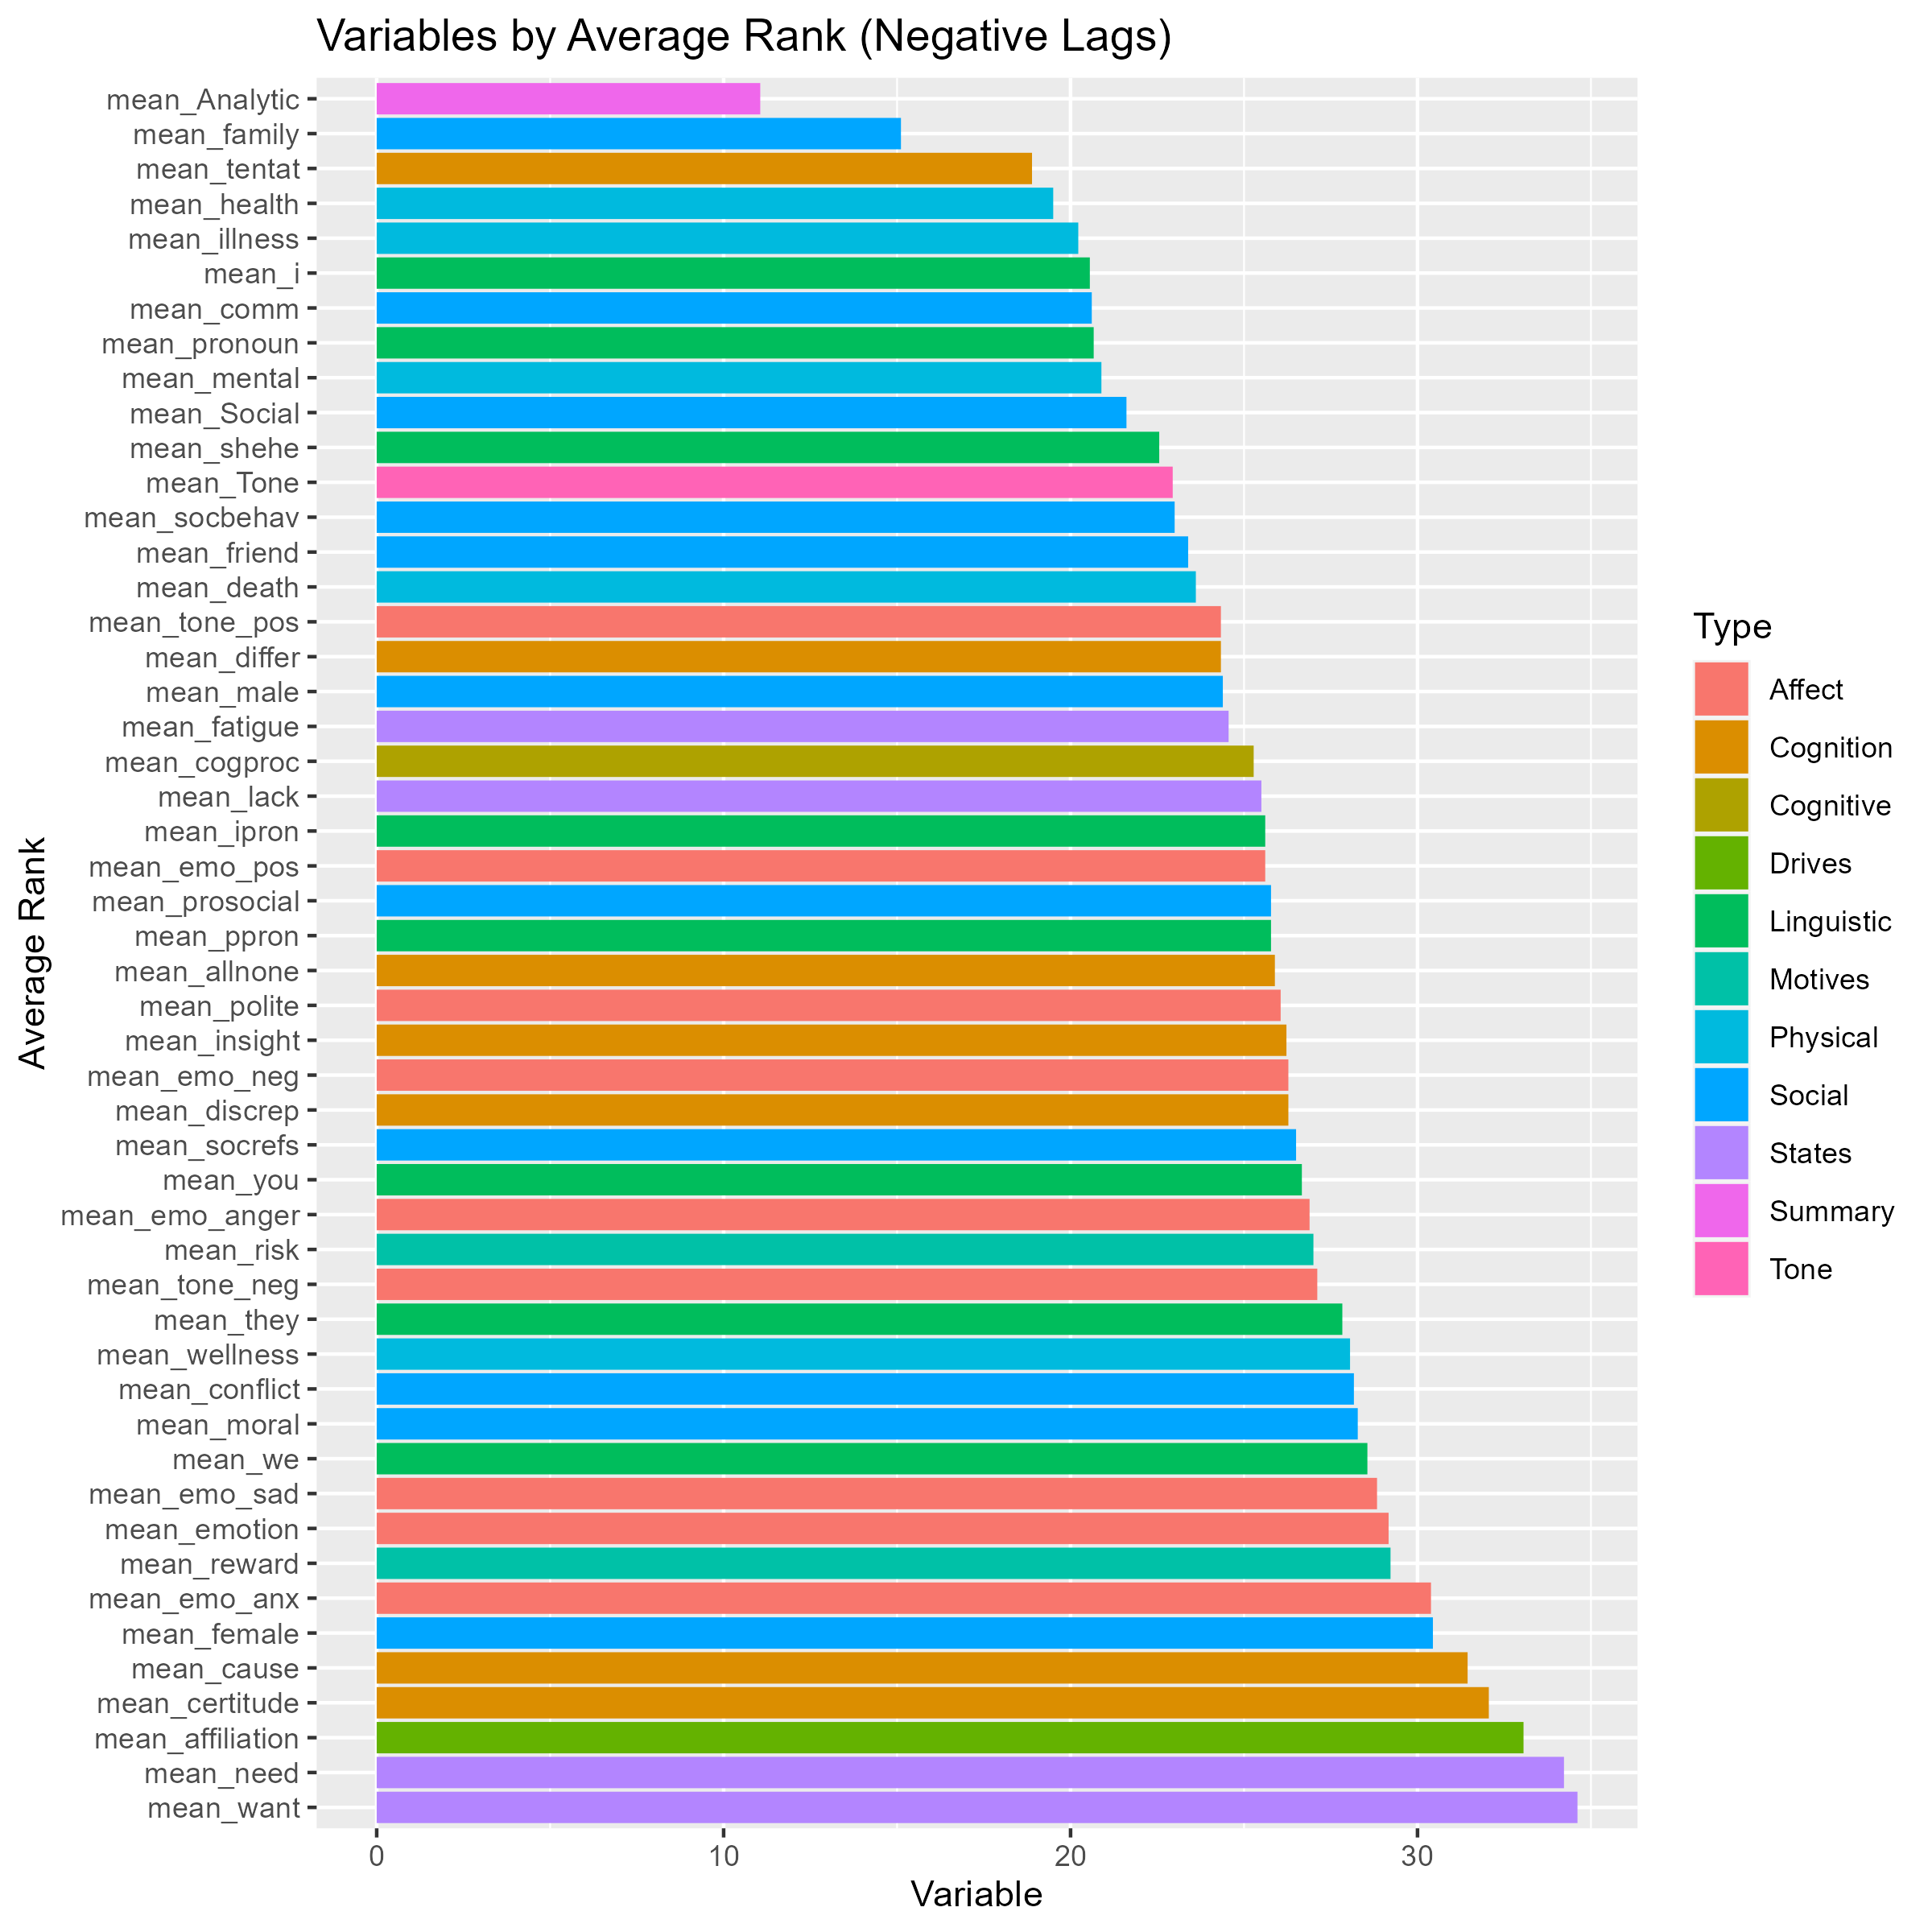 Variables by Average Rank (Negative Lags)
mean_Analytic
mean_family
mean_tentat
mean_health
mean_illness
mean_i
mean_comm
mean_pronoun
mean_mental
mean_Social
mean_shehe
mean_Tone
mean_socbehav
mean_friend
mean_death
mean_tone_pos
mean_differ
mean_male
mean_fatigue
mean_cogproc
mean_lack
mean_ipron
mean_emo_pos
mean_prosocial
mean_ppron
mean_allnone
mean_polite
mean_insight
mean_emo_neg
mean_discrep
mean_socrefs
mean_you
mean_emo_anger
mean_risk
mean_tone_neg
mean_they
mean_wellness
mean_conflict
mean_moral
mean_we
mean_emo_sad
mean_emotion
mean_reward
mean_emo_anx
mean_female
mean_cause
mean_certitude
mean_affiliation
mean_need
mean_want
Average Rank
0 10 20 30
Variable
Type
Affect
Cognition
Cognitive
Drives
Linguistic
Motives
Physical
Social
States
Summary
Tone